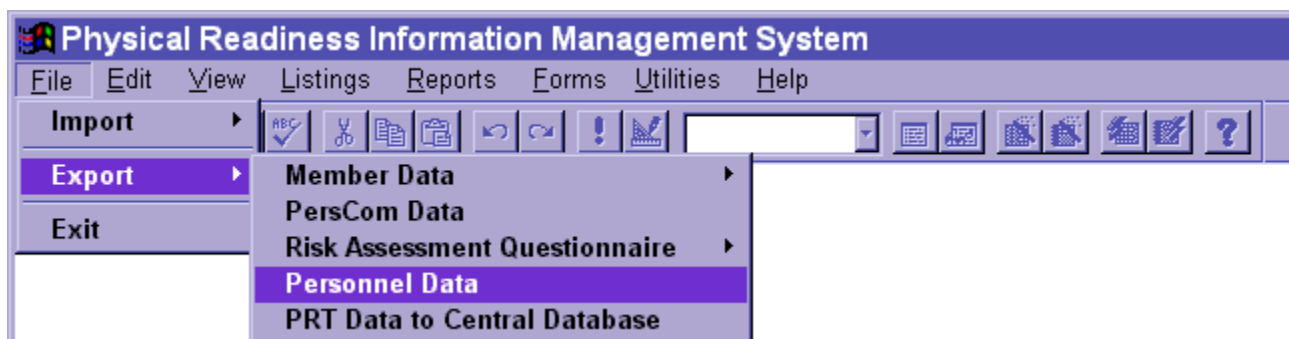 Physical Readiness Information Management System
File Edit View Listings Reports Forms Utilities Help
Import
ABC
Export
Member Data
PersCom Data
Exit
Risk Assessment Questionnaire
Personnel Data
PRT Data to Central Database